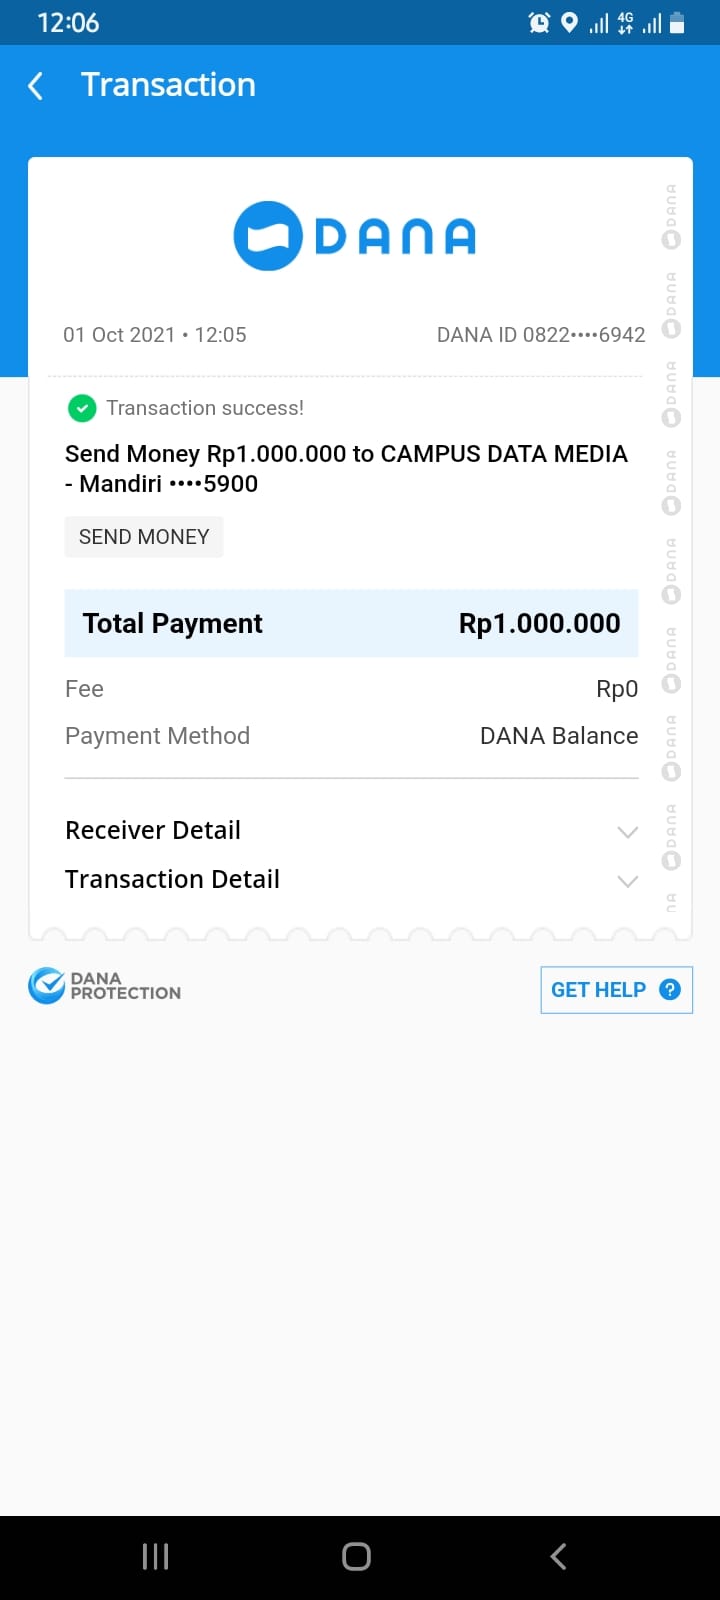 12:06
4G
Transaction
DANA
01 Oct 2021 • 12:05
DANA ID 0822••••6942
Transaction success!
Send Money Rp1.000.000 to CAMPUS DATA MEDIA
- Mandiri ••••5900
SEND MONEY
Total Payment
Rp1.000.000
Fee
Rp0
Payment Method
DANA Balance
Receiver Detail
Transaction Detail
DANA
DANA
DANA
DANA
DANA
DANA
DANA
DANA
NA
DANA
PROTECTION
GET HELP ?